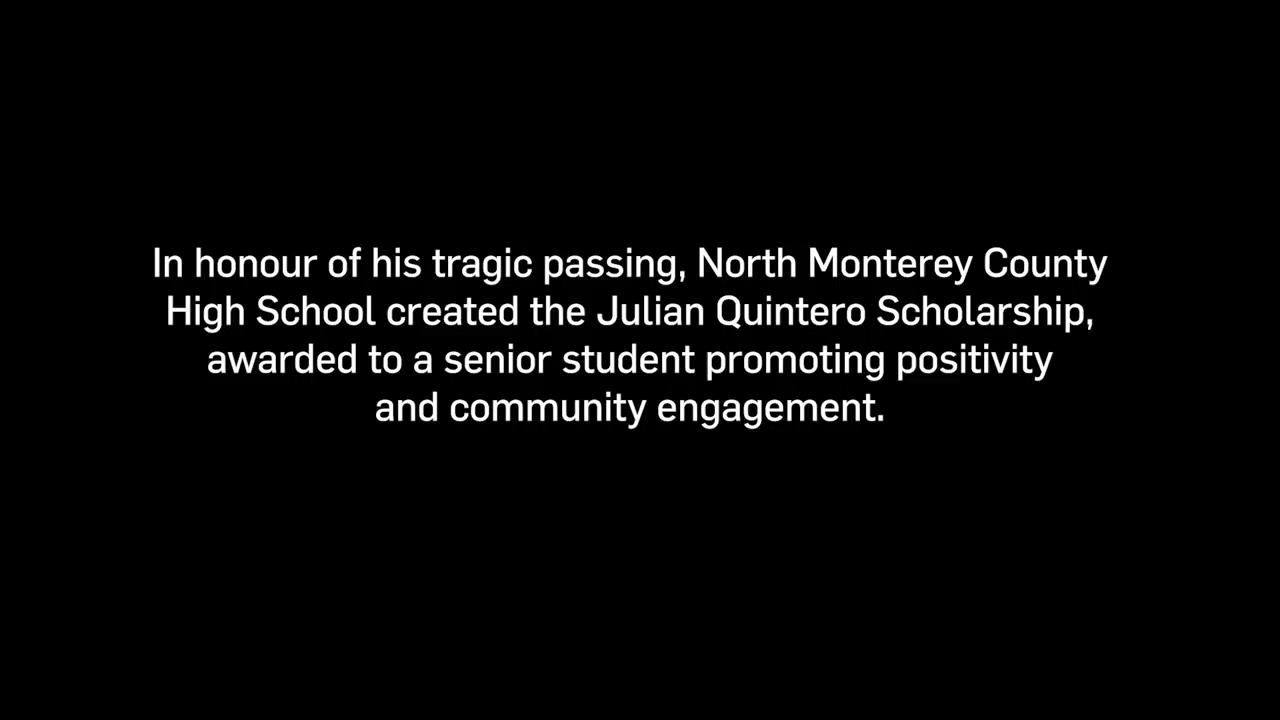 In honour of his tragic passing, North Monterey County
High School created the Julian Quintero Scholarship,
awarded to a senior student promoting positivity
and community engagement.